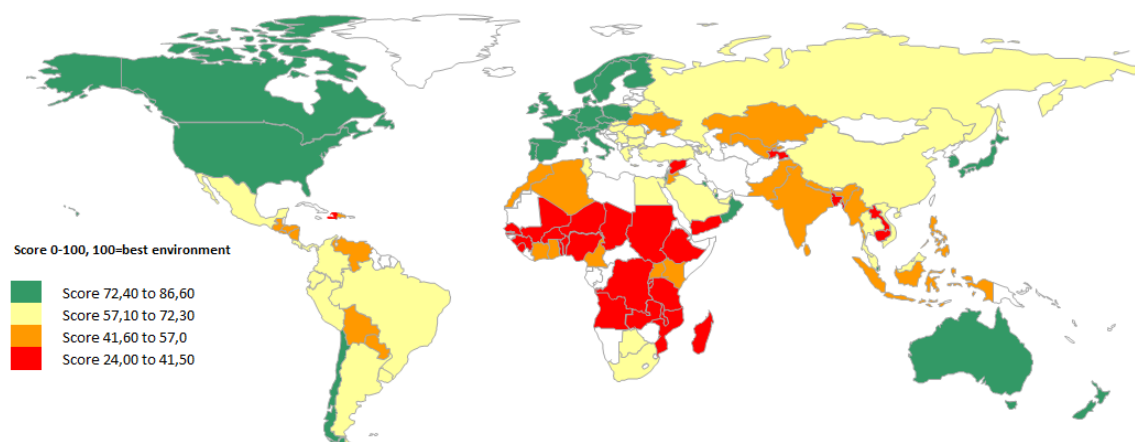 Score 0-100, 100=best environment
Score 72,40 to 86,60
Score 57,10 to 72,30
Score 41,60 to 57,0
Score 24,00 to 41,50